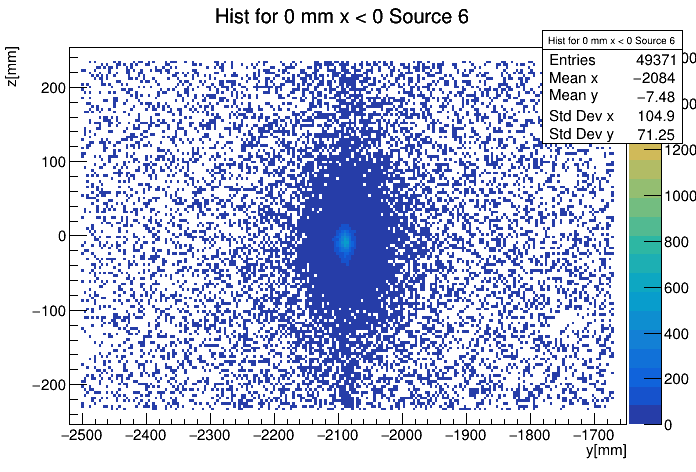 Hist for 0 mm x < 0 Source 6
Hist for 0 mm x < 0 Source 6
Entries 49371
Mean x −2084
Mean y −7.48
Std Dev x 104.9
Std Dev y 71.25
z[mm]
200
100
0
−100
−200
−2500 −2400 −2300 −2200 −2100 −2000 −1900 −1800 −1700
y[mm]
1200
1000
800
600
400
200
0